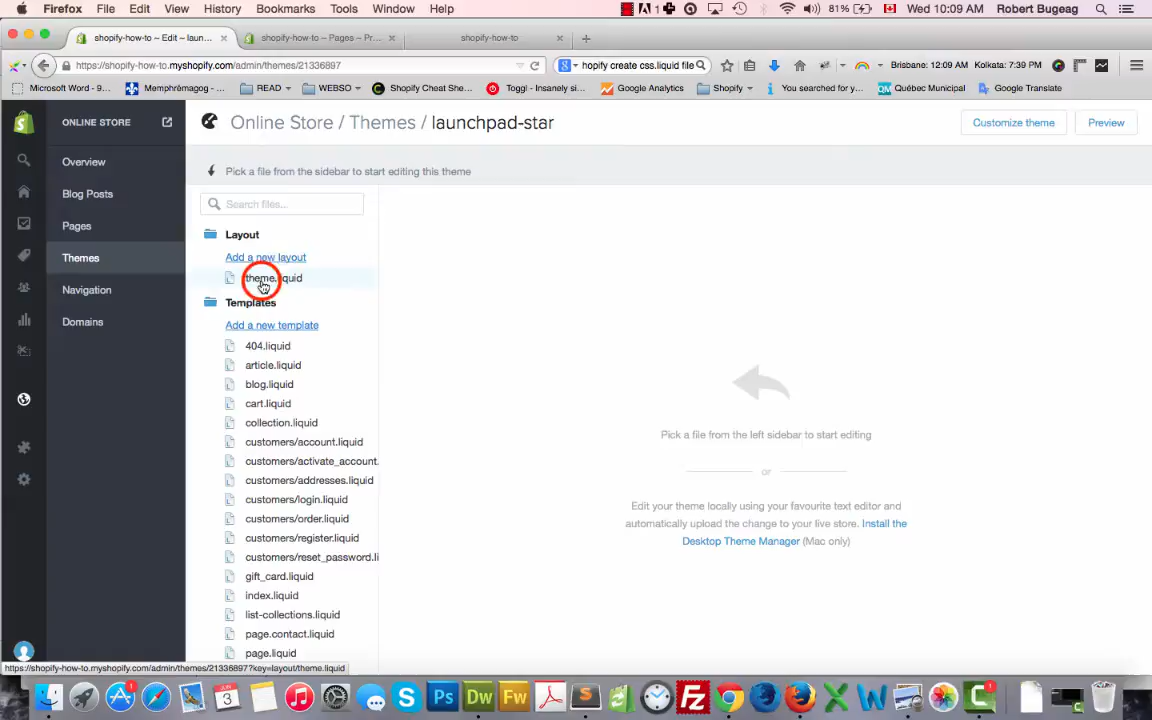 Firefox File Edit View History Bookmarks Tools Window Help 1 81% Wed 10:09 AM Robert Bugeag
shopify-how-to ~ Edit ~ laun... shopify-how-to ~ Pages ~ Pr... shopify-how-to
https://shopify-how-to.myshopify.com/admin/themes/21336897 hopify create css.liquid file Brisbane: 12:09 AM Kolkata: 7:39 PM
Microsoft Word - 9... Memphrémagog - ... READ WEBSO Shopify Cheat She... Toggl - Insanely si... Google Analytics Shopify You searched for y... Québec Municipal Google Translate
ONLINE STORE
Online Store / Themes / launchpad-star
Customize theme
Preview
Overview
Blog Posts
Pages
Themes
Navigation
Domains
Pick a file from the sidebar to start editing this theme
Search files...
Layout
Add a new layout
theme.liquid
Templates
Add a new template
404.liquid
article.liquid
blog.liquid
cart.liquid
collection.liquid
customers/account.liquid
customers/activate_account.
customers/addresses.liquid
customers/login.liquid
customers/order.liquid
customers/register.liquid
customers/reset_password.li
gift_card.liquid
index.liquid
list-collections.liquid
page.contact.liquid
page.liquid
Pick a file from the left sidebar to start editing
or
Edit your theme locally using your favourite text editor and
automatically upload the change to your live store. Install the
Desktop Theme Manager (Mac only)
https://shopify-how-to.myshopify.com/admin/themes/21336897?key=layout/theme.liquid
1 3 S Ps Dw Fw S Fz X W C 1